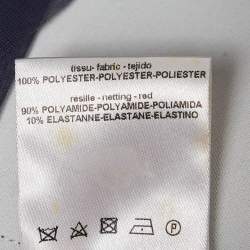 tissu- fabric - tejido
100% POLYESTER-POLYESTER-POLIESTER
resille - netting - red
90% POLYAMIDE-POLYAMIDE-POLIAMIDA
10% ELASTANNE-ELASTANE-ELASTINO
P